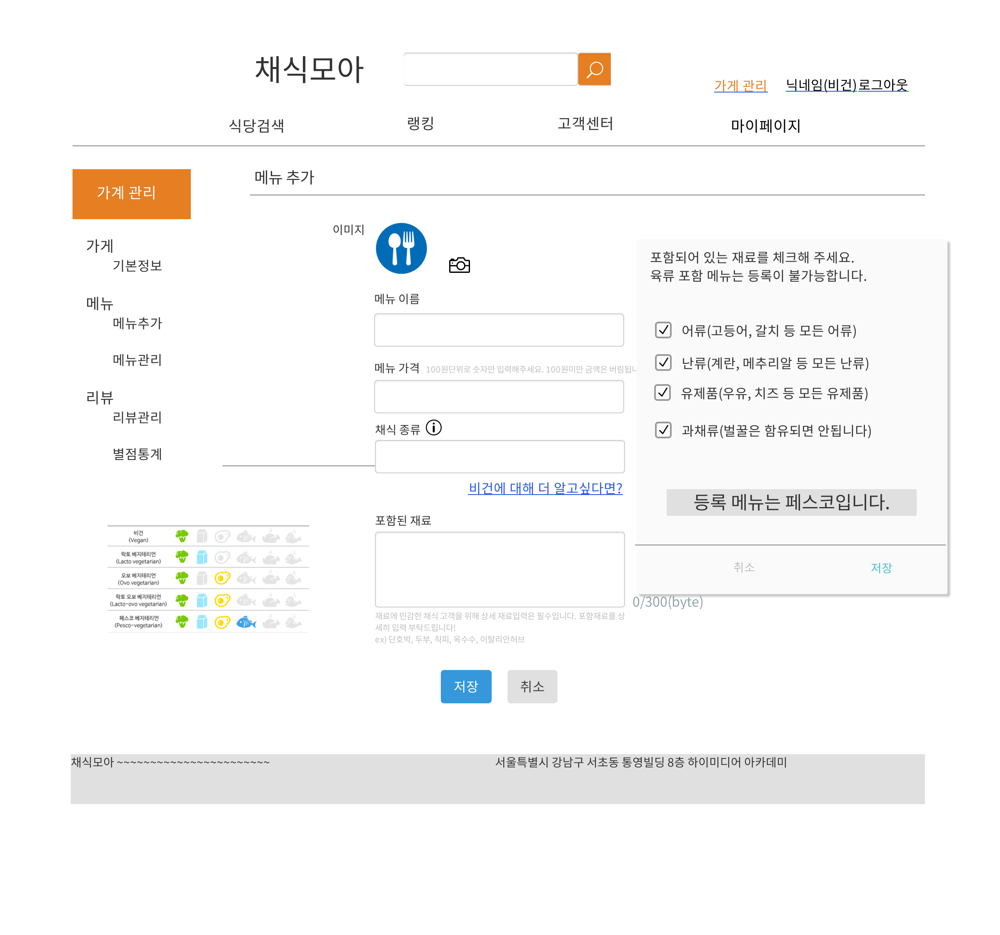 채식모아
가게 관리 닉네임(비건) 로그아웃
식당검색 랭킹 고객센터 마이페이지
가계 관리
메뉴 추가
가게
기본정보
메뉴
메뉴추가
메뉴관리
리뷰
리뷰관리
별점통계
이미지
메뉴 이름
메뉴 가격 100원단위로 숫자만 입력해주세요. 100원미만 금액은 버림됩니
채식 종류
비건에 대해 더 알고싶다면?
포함된 재료
0/300(byte)
재료에 민감한 채식 고객을 위해 상세 재료입력은 필수입니다. 포함재료를 상
세히 입력 부탁드립니다!
ex) 단호박, 두부, 칙피, 옥수수, 이탈리안허브
저장 취소
포함되어 있는 재료를 체크해 주세요.
육류 포함 메뉴는 등록이 불가능합니다.
어류(고등어, 갈치 등 모든 어류)
난류(계란, 메추리알 등 모든 난류)
유제품(우유, 치즈 등 모든 유제품)
과채류(벌꿀은 함유되면 안됩니다)
등록 메뉴는 페스코입니다.
취소 저장
비건
(Vegan)
락토 베지테리언
(Lacto vegetarian)
오보 베지테리언
(Ovo vegetarian)
락토 오보 베지테리언
(Lacto-ovo vegetarian)
페스코 베지테리언
(Pesco-vegetarian)
채식모아 ~~~~~~~~~~~~~~~~~~~~~~~ 서울특별시 강남구 서초동 통영빌딩 8층 하이미디어 아카데미